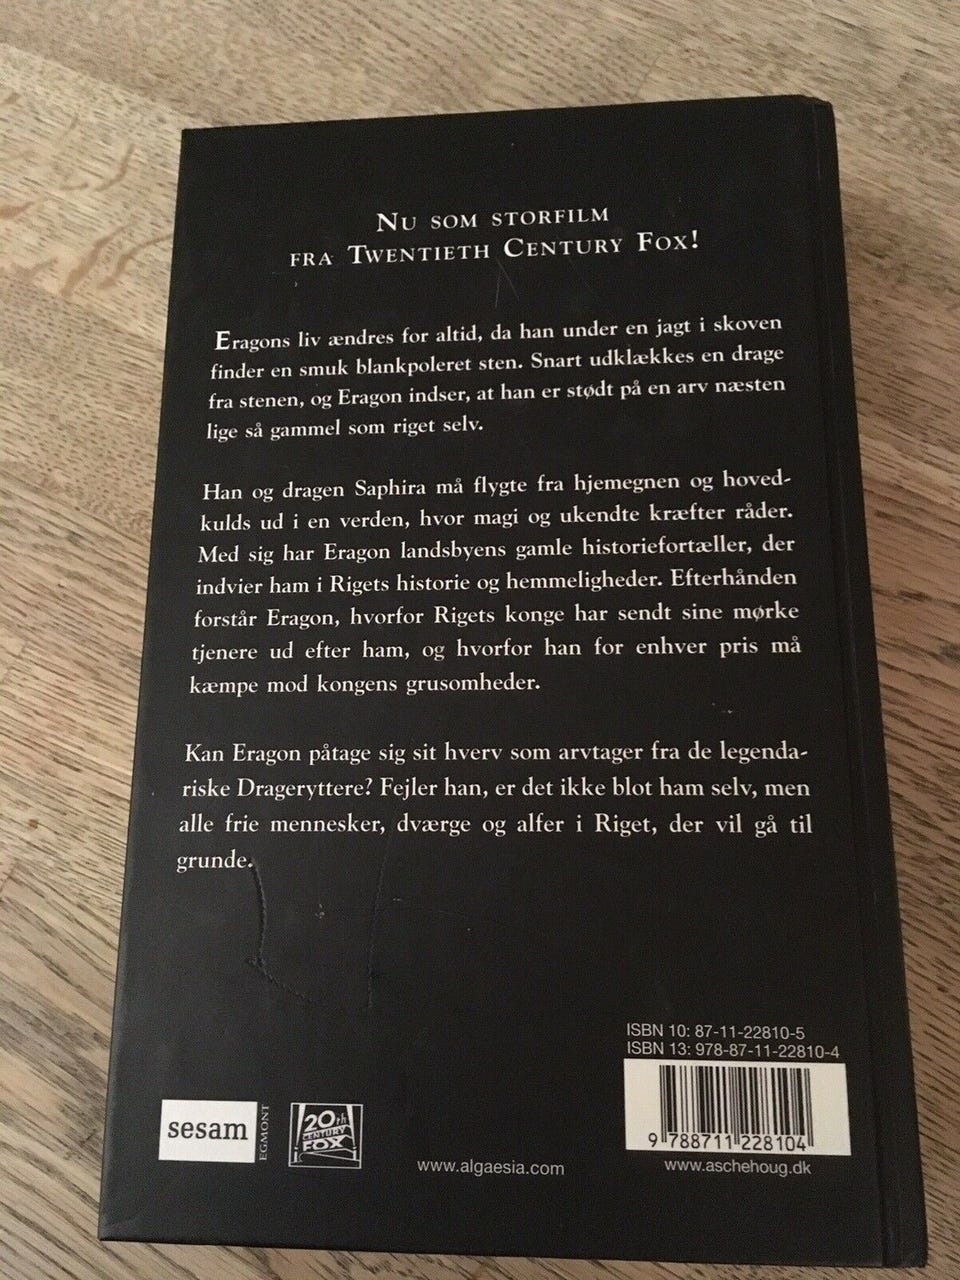 NU SOM STORFILM
FRA TWENTIETH CENTURY FOX!
Eragons liv ændres for altid, da han under en jagt i skoven
finder en smuk blankpoleret sten. Snart udklækkes en drage
fra stenen, og Eragon indser, at han er stødt på en arv næsten
lige så gammel som riget selv.
Han og dragen Saphira må flygte fra hjemegnen og hoved-
kulds ud i en verden, hvor magi og ukendte kræfter råder.
Med sig har Eragon landsbyens gamle historiefortæller, der
indvier ham i Rigets historie og hemmeligheder. Efterhånden
forstår Eragon, hvorfor Rigets konge har sendt sine mørke
tjenere ud efter ham, og hvorfor han for enhver pris må
kæmpe mod kongens grusomheder.
Kan Eragon påtage sig sit hverv som arvtager fra de legenda-
riske Drageryttere? Fejler han, er det ikke blot ham selv, men
alle frie mennesker, dværge og alfer i Riget, der vil gå til
grunde.
ISBN 10: 87-11-22810-5
ISBN 13: 978-87-11-22810-4
9 788711 228104
sesam
EGMONT
20th
CENTURY
FOX
www.algaesia.com
www.aschehoug.dk